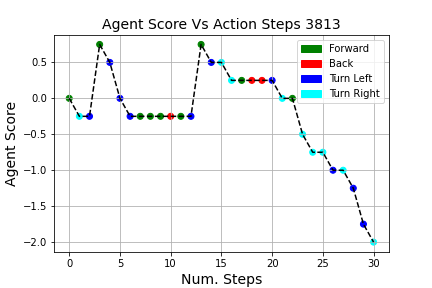 Agent Score Vs Action Steps 3813
Agent Score
0.5
0.0
−0.5
−1.0
−1.5
−2.0
Forward
Back
Turn Left
Turn Right
0 5 10 15 20 25 30
Num. Steps